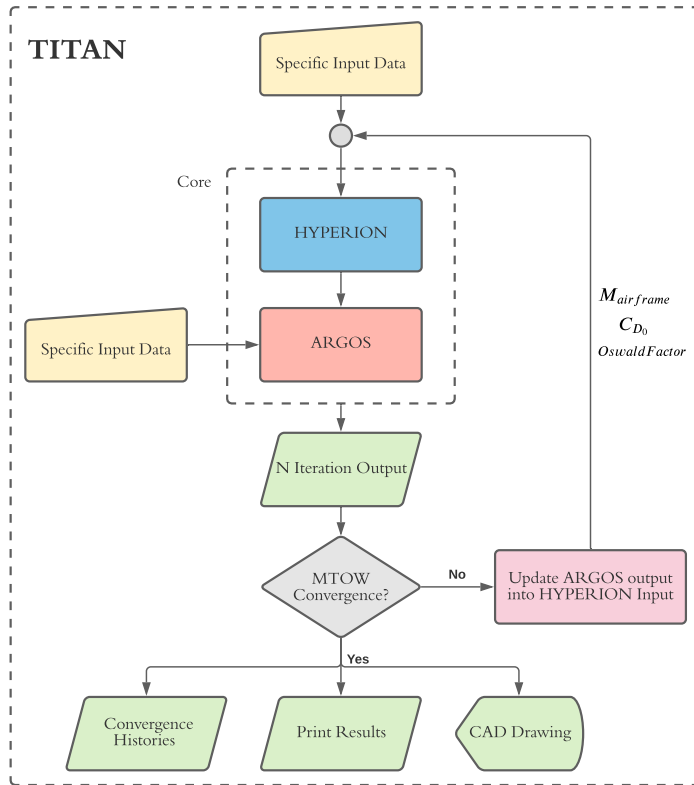 TITAN
Specific Input Data
Core
HYPERION
M_airframe
C_D_0
OswaldFactor
Specific Input Data
ARGOS
N Iteration Output
MTOW
Convergence?
No
Update ARGOS output
into HYPERION Input
Yes
Convergence
Histories
Print Results
CAD Drawing